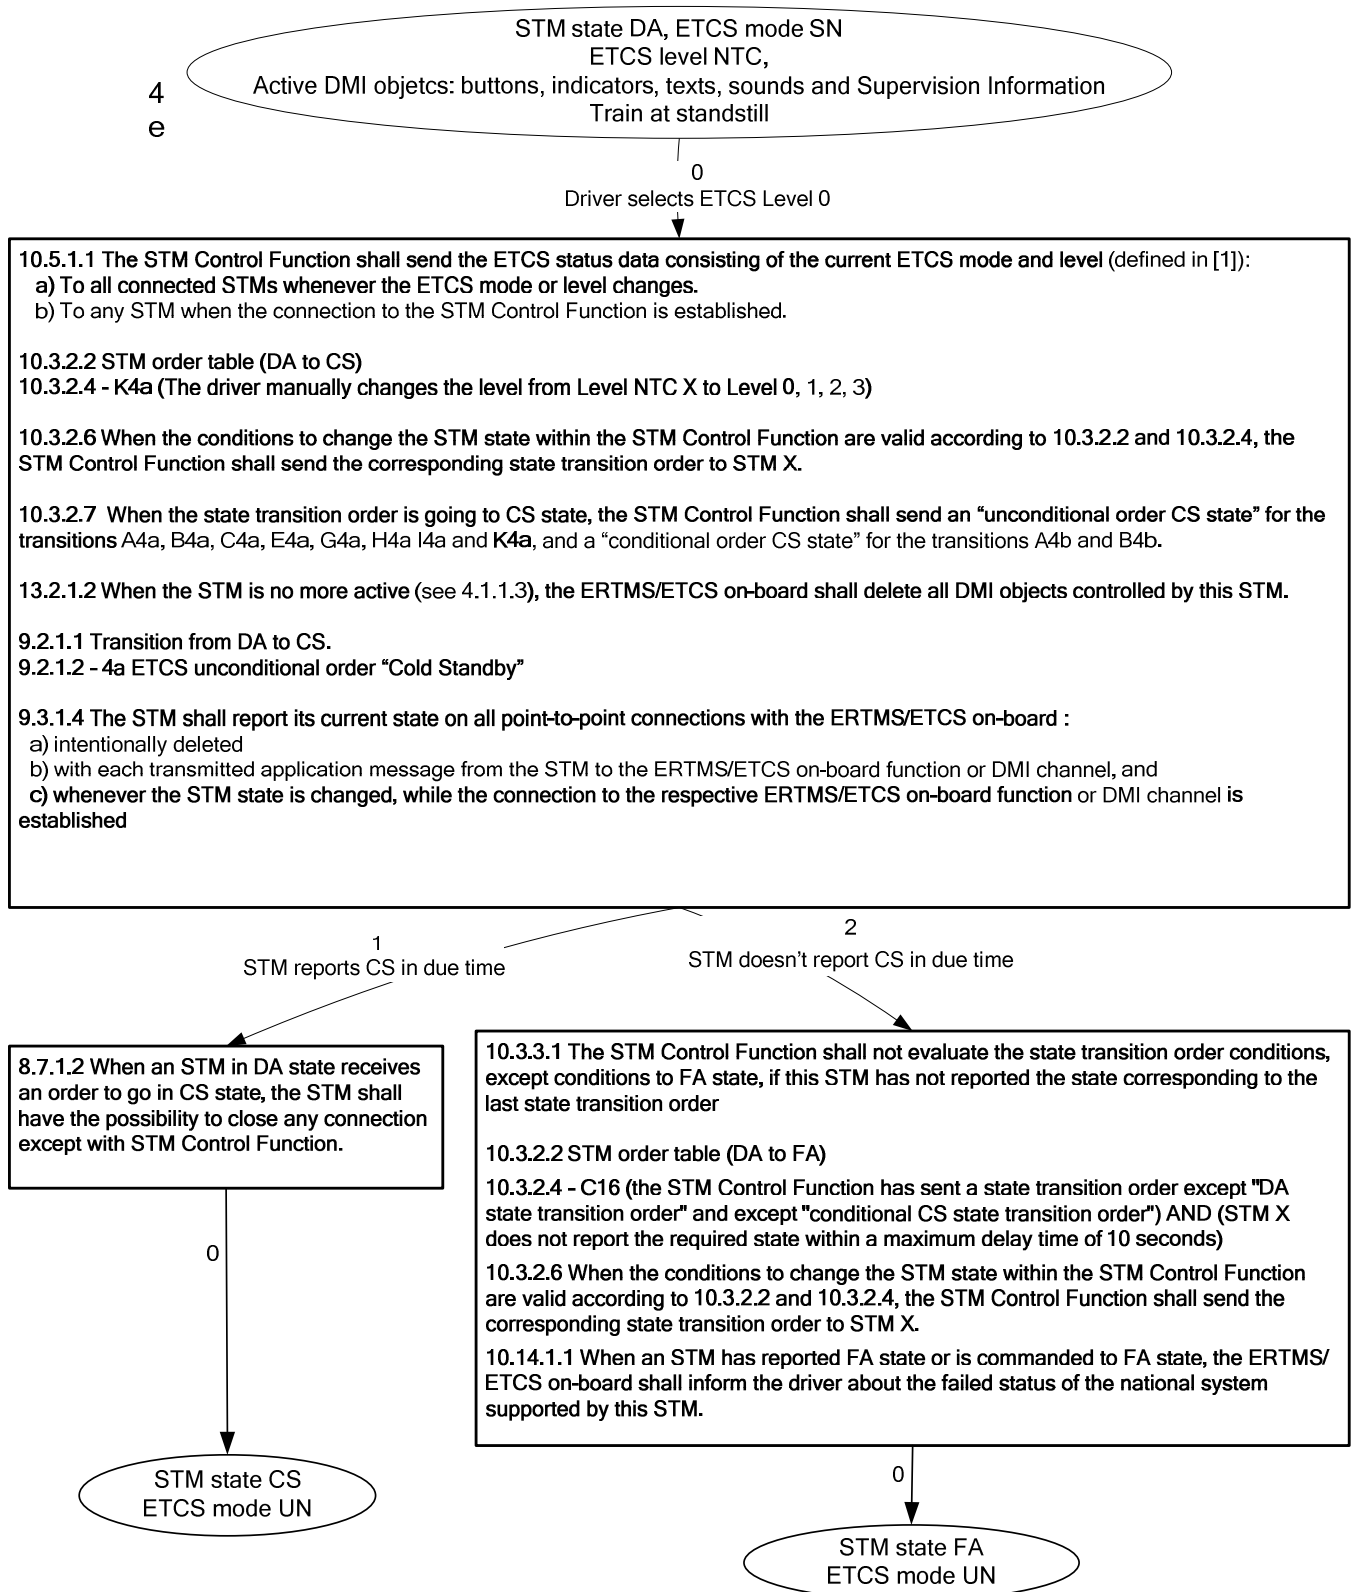 STM state DA, ETCS mode SN
ETCS level NTC,
Active DMI objetcs: buttons, indicators, texts, sounds and Supervision Information
Train at standstill
4
e
0
Driver selects ETCS Level 0
10.5.1.1 The STM Control Function shall send the ETCS status data consisting of the current ETCS mode and level (defined in [1]):
a) To all connected STMs whenever the ETCS mode or level changes.
b) To any STM when the connection to the STM Control Function is established.
10.3.2.2 STM order table (DA to CS)
10.3.2.4 - K4a (The driver manually changes the level from Level NTC X to Level 0, 1, 2, 3)
10.3.2.6 When the conditions to change the STM state within the STM Control Function are valid according to 10.3.2.2 and 10.3.2.4, the
STM Control Function shall send the corresponding state transition order to STM X.
10.3.2.7 When the state transition order is going to CS state, the STM Control Function shall send an “unconditional order CS state” for the
transitions A4a, B4a, C4a, E4a, G4a, H4a I4a and K4a, and a “conditional order CS state” for the transitions A4b and B4b.
13.2.1.2 When the STM is no more active (see 4.1.1.3), the ERTMS/ETCS on-board shall delete all DMI objects controlled by this STM.
9.2.1.1 Transition from DA to CS.
9.2.1.2 - 4a ETCS unconditional order “Cold Standby”
9.3.1.4 The STM shall report its current state on all point-to-point connections with the ERTMS/ETCS on-board :
a) intentionally deleted
b) with each transmitted application message from the STM to the ERTMS/ETCS on-board function or DMI channel, and
c) whenever the STM state is changed, while the connection to the respective ERTMS/ETCS on-board function or DMI channel is
established
1
STM reports CS in due time
2
STM doesn't report CS in due time
8.7.1.2 When an STM in DA state receives
an order to go in CS state, the STM shall
have the possibility to close any connection
except with STM Control Function.
10.3.3.1 The STM Control Function shall not evaluate the state transition order conditions,
except conditions to FA state, if this STM has not reported the state corresponding to the
last state transition order
10.3.2.2 STM order table (DA to FA)
10.3.2.4 - C16 (the STM Control Function has sent a state transition order except "DA
state transition order" and except "conditional CS state transition order") AND (STM X
does not report the required state within a maximum delay time of 10 seconds)
10.3.2.6 When the conditions to change the STM state within the STM Control Function
are valid according to 10.3.2.2 and 10.3.2.4, the STM Control Function shall send the
corresponding state transition order to STM X.
10.14.1.1 When an STM has reported FA state or is commanded to FA state, the ERTMS/
ETCS on-board shall inform the driver about the failed status of the national system
supported by this STM.
0
STM state CS
ETCS mode UN
0
STM state FA
ETCS mode UN